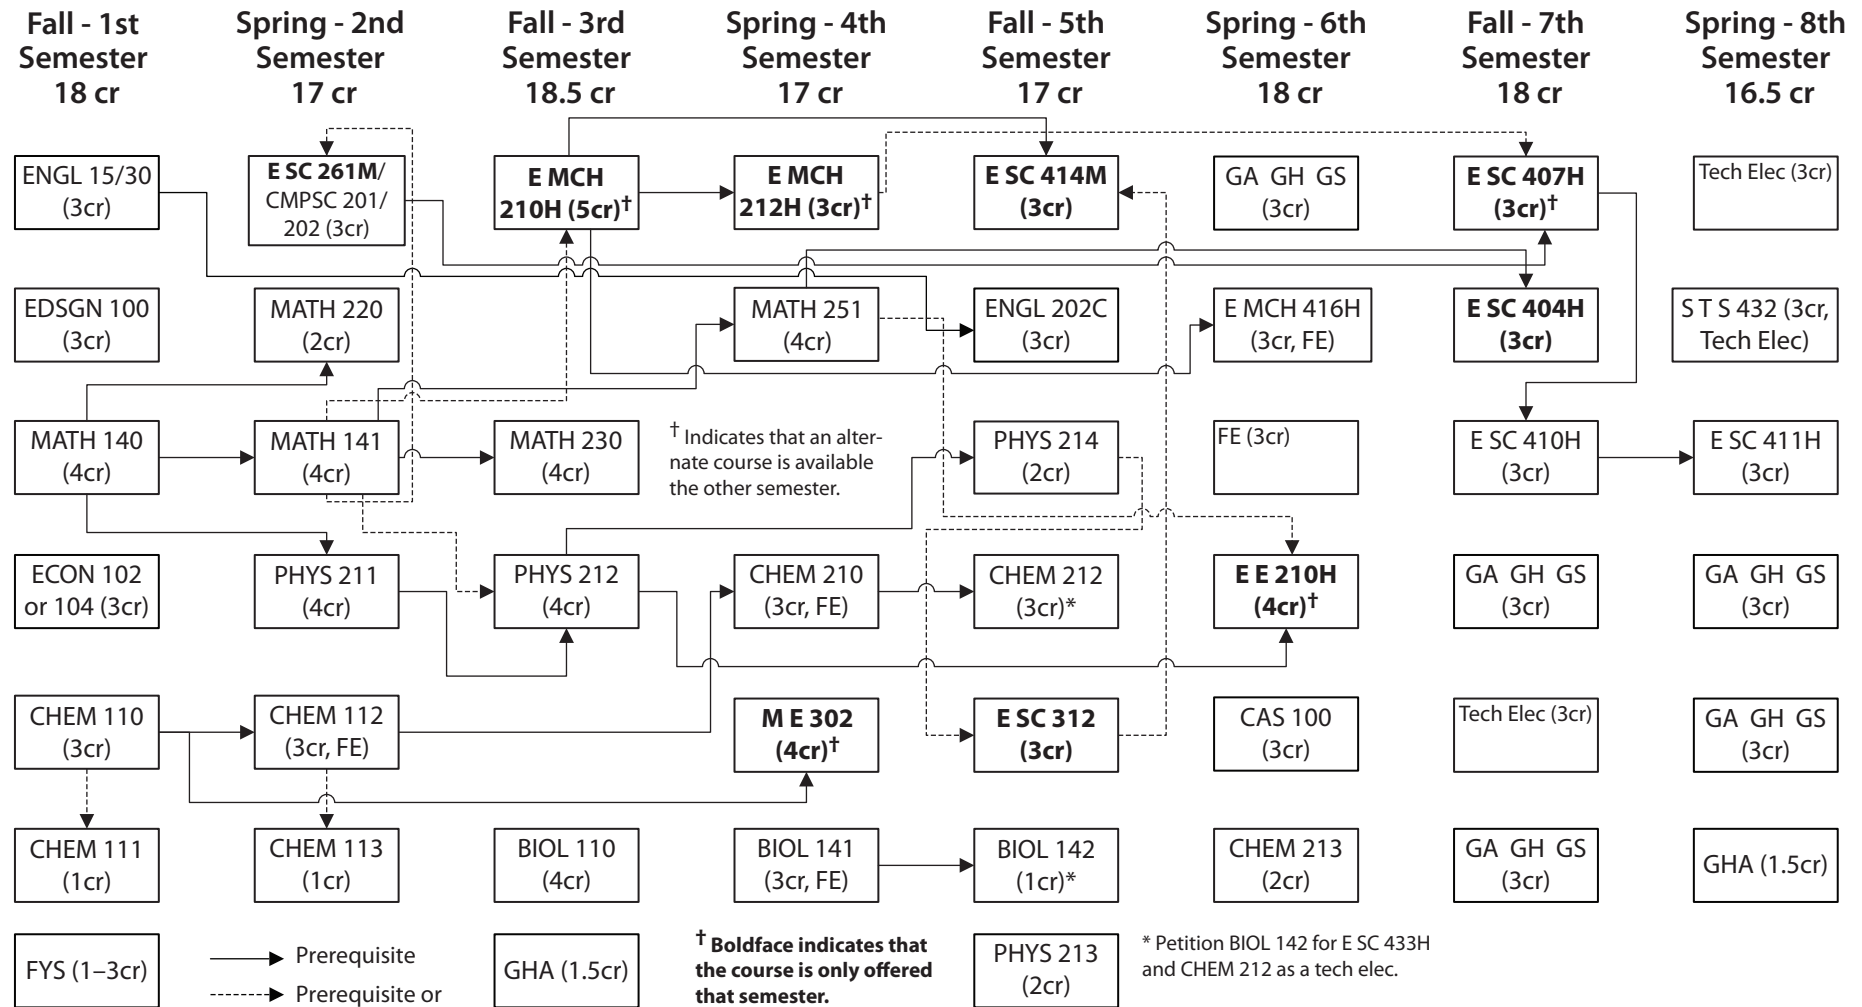 Fall - 1st
Semester
18 cr
Spring - 2nd
Semester
17 cr
Fall - 3rd
Semester
18.5 cr
Spring - 4th
Semester
17 cr
Fall - 5th
Semester
17 cr
Spring - 6th
Semester
18 cr
Fall - 7th
Semester
18 cr
Spring - 8th
Semester
16.5 cr
ENGL 15/30
(3cr)
E SC 261M/
CMPSC 201/
202 (3cr)
E MCH
210H (5cr)†
E MCH
212H (3cr)†
E SC 414M
(3cr)
GA GH GS
(3cr)
E SC 407H
(3cr)†
Tech Elec (3cr)
EDSGN 100
(3cr)
MATH 220
(2cr)
MATH 251
(4cr)
ENGL 202C
(3cr)
E MCH 416H
(3cr, FE)
E SC 404H
(3cr)
S T S 432 (3cr,
Tech Elec)
MATH 140
(4cr)
MATH 141
(4cr)
MATH 230
(4cr)
† Indicates that an alter-
nate course is available
the other semester.
PHYS 214
(2cr)
FE (3cr)
E SC 410H
(3cr)
E SC 411H
(3cr)
ECON 102
or 104 (3cr)
PHYS 211
(4cr)
PHYS 212
(4cr)
CHEM 210
(3cr, FE)
CHEM 212
(3cr)*
E E 210H
(4cr)†
GA GH GS
(3cr)
GA GH GS
(3cr)
CHEM 110
(3cr)
CHEM 112
(3cr, FE)
M E 302
(4cr)†
E SC 312
(3cr)
CAS 100
(3cr)
Tech Elec (3cr)
GA GH GS
(3cr)
CHEM 111
(1cr)
CHEM 113
(1cr)
BIOL 110
(4cr)
BIOL 141
(3cr, FE)
BIOL 142
(1cr)*
CHEM 213
(2cr)
GA GH GS
(3cr)
GHA (1.5cr)
FYS (1–3cr)
Prerequisite
Prerequisite or
GHA (1.5cr)
† Boldface indicates that
the course is only offered
that semester.
PHYS 213
(2cr)
* Petition BIOL 142 for E SC 433H
and CHEM 212 as a tech elec.